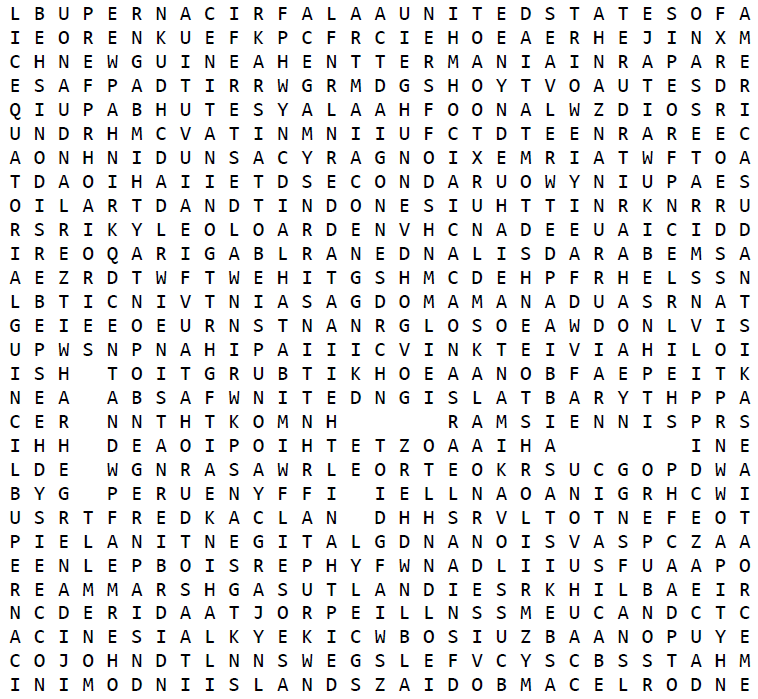 L B U P E R N A C I R F A L A A U N I T E D S T A T E S O F A
I E O R E N K U E F K P C F R C I E H O E A E R H E J I N X M
C H N E W G U I N E A H E N T T E R M A N I A I N R A P A R E
E S A F P A D T I R R W G R M D G S H O Y T V O A U T E S D R
Q I U P A B H U T E S Y A L A A H F O O N A L W Z D I O S R I
U N D R H M C V A T I N M N I I U F C T D T E E N R A R E E C
A O N H N I D U N S A C Y R A G N O I X E M R I A T W F T O A
T D A O I H A I I E T D S E C O N D A R U O W Y N I U P A E S
O I L A R T D A N D T I N D O N E S I U H T T I N R K N R R U
R S R I K Y L E O L O A R D E N V H C N A D E E U A I C I D D
I R E O Q A R I G A B L R A N E D N A L I S D A R A B E M S A
A E Z R D T W F T W E H I T G S H M C D E H P F R H E L S S N
L B T I C N I V T N I A S A G D O M A M A N A D U A S R N A T
G E I E E O E U R N S T N A N R G L O S O E A W D O N L V I S
U P W S N P N A H I P A I I I C V I N K T E I V I A H I L O I
I S H T O I T G R U B T I K H O E A A N O B F A E P E I T K
N E A A B S A F W N I T E D N G I S L A T B A R Y T H P P A
C E R N N T H T K O M N H R A M S I E N N I S P R S
I H H D E A O I P O I H T E T Z O A A I H A I N E
L D E W G N R A S A W R L E O R T E O K R S U C G O P D W A
B Y G P E R U E N Y F F I I E L L N A O A N I G R H C W I
U S R T F R E D K A C L A N D H H S R V L T O T N E F E O T
P I E L A N I T N E G I T A L G D N A N O I S V A S P C Z A A
E E N L E P B O I S R E P H Y F W N A D L I I U S F U A A P O
R E A M M A R S H G A S U T L A N D I E S R K H I L B A E I R
N C D E R I D A A T J O R P E I L L N S S M E U C A N D C T C
A C I N E S I A L K Y E K I C W B O S I U Z B A A N O P U Y E
C O J O H N D T L N N S W E G S L E F V C Y S C B S S T A H M
I N I M O D N I I S L A N D S Z A I D O B M A C E L R O D N E